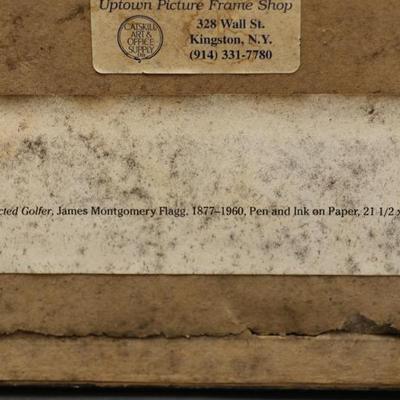 Uptown Picture Frame Shop
CATSKILL
ART &
OFFICE
SUPPLY
328 Wall St.
Kingston, N.Y.
(914) 331-7780
cted Golfer, James Montgomery Flagg, 1877–1960, Pen and Ink on Paper, 21 1/2 x